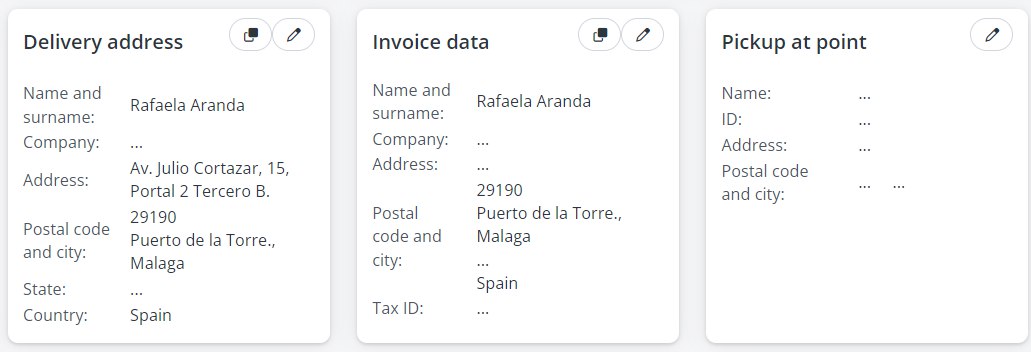 Delivery address
Name and
surname:
Rafaela Aranda
Company:
...
Address:
Av. Julio Cortazar, 15,
Portal 2 Tercero B.
Postal code
and city:
29190
Puerto de la Torre.,
Malaga
State:
...
Country:
Spain
Invoice data
Name and
surname:
Rafaela Aranda
Company:
...
Address:
...
Postal
code and
city:
29190
Puerto de la Torre.,
Malaga
...
Spain
Tax ID:
...
Pickup at point
Name:
...
ID:
...
Address:
...
Postal code
and city:
... ...